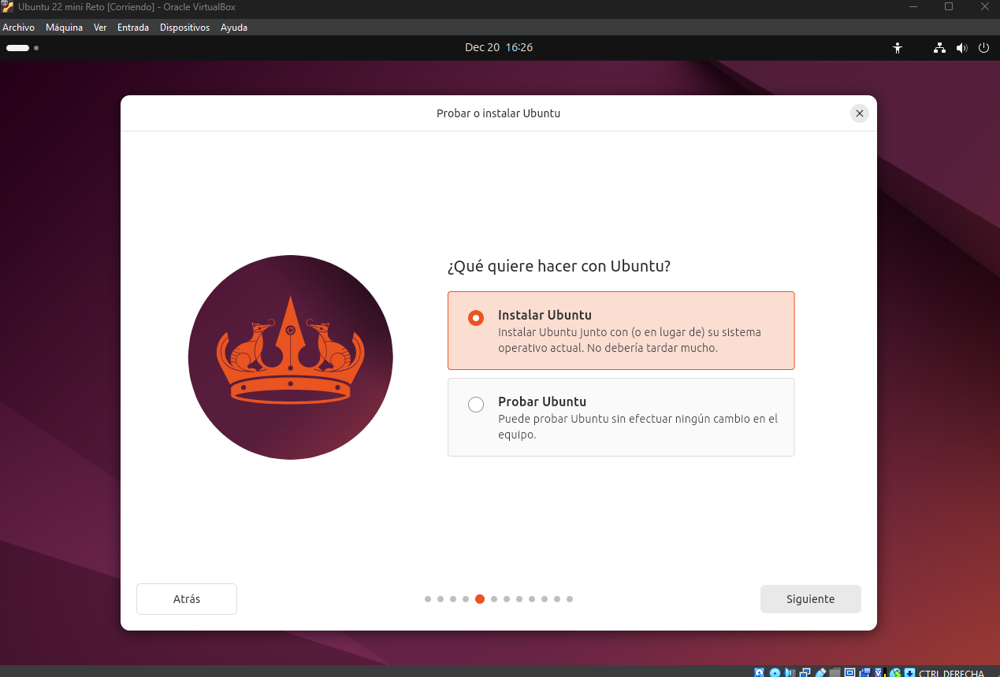 Ubuntu 22 mini Reto [Corriendo] - Oracle VirtualBox
Archivo Máquina Ver Entrada Dispositivos Ayuda
Dec 20 16:26
Probar o instalar Ubuntu
¿Qué quiere hacer con Ubuntu?
Instalar Ubuntu
Instalar Ubuntu junto con (o en lugar de) su sistema
operativo actual. No debería tardar mucho.
Probar Ubuntu
Puede probar Ubuntu sin efectuar ningún cambio en el
equipo.
Atrás
Siguiente
CTRL DERECHA